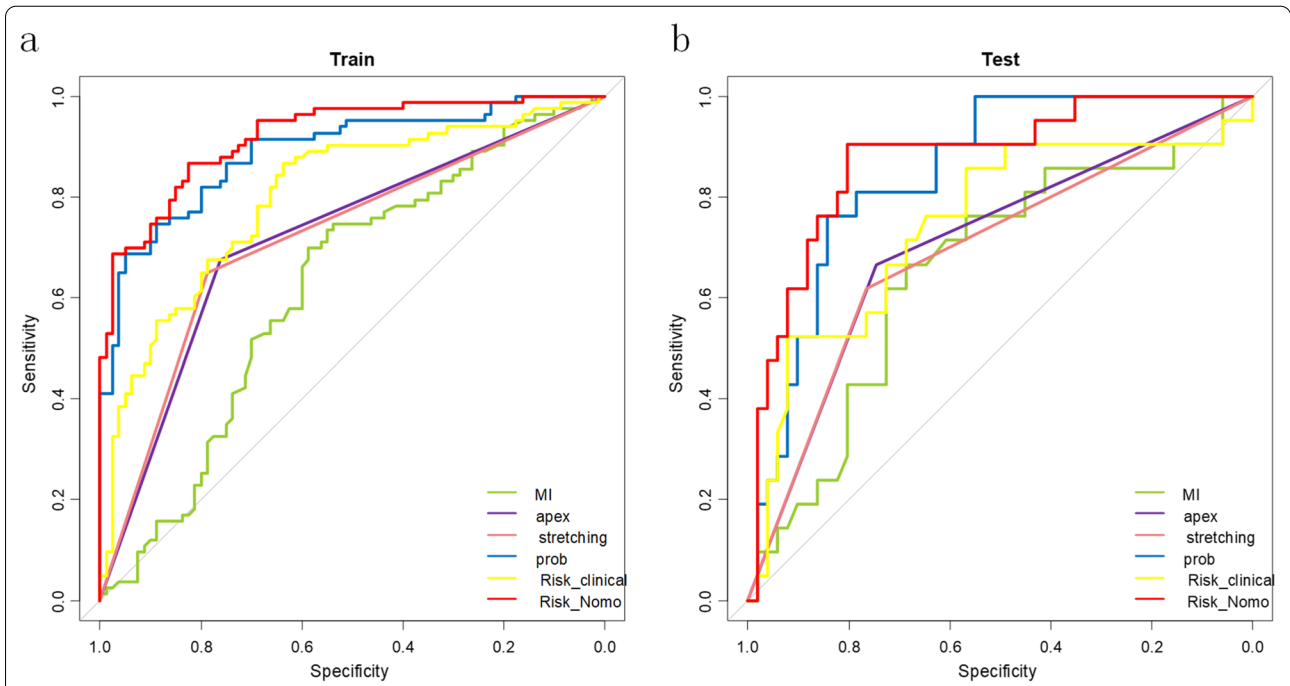 a
Train
Sensitivity
1.0
0.8
0.6
0.4
0.2
0.0
MI
apex
stretching
prob
Risk_clinical
Risk_Nomo
1.0 0.8 0.6 0.4 0.2 0.0
Specificity
b
Test
Sensitivity
1.0
0.8
0.6
0.4
0.2
0.0
MI
apex
stretching
prob
Risk_clinical
Risk_Nomo
1.0 0.8 0.6 0.4 0.2 0.0
Specificity